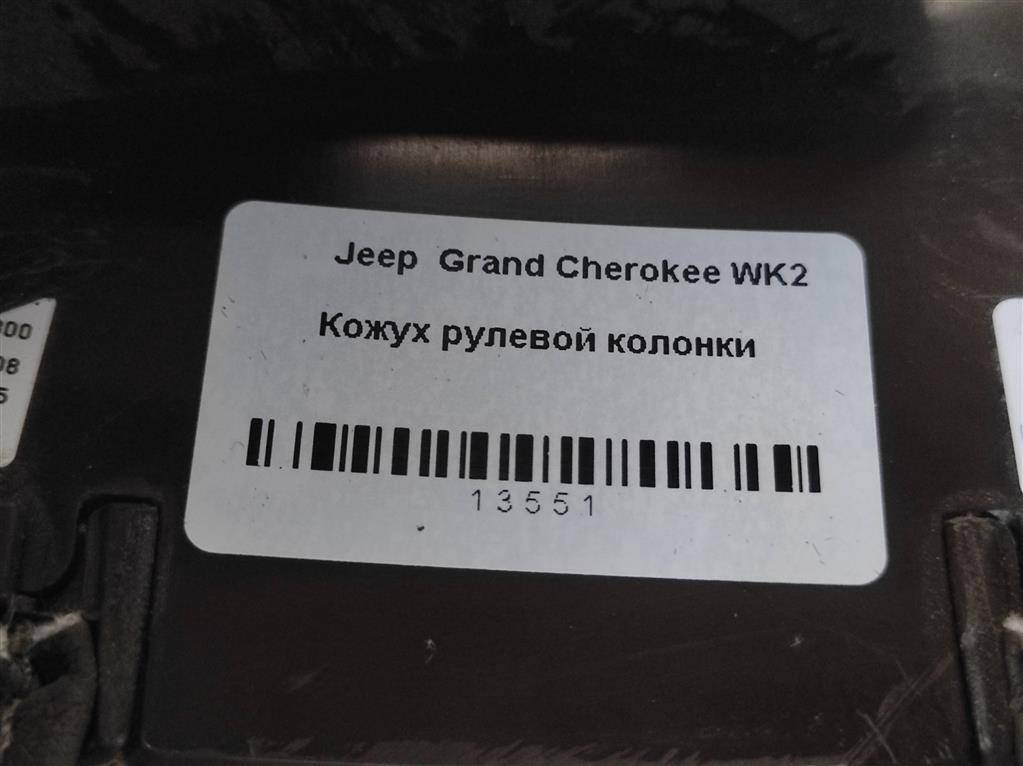 Jeep Grand Cherokee WK2
Кожух рулевой колонки
13551